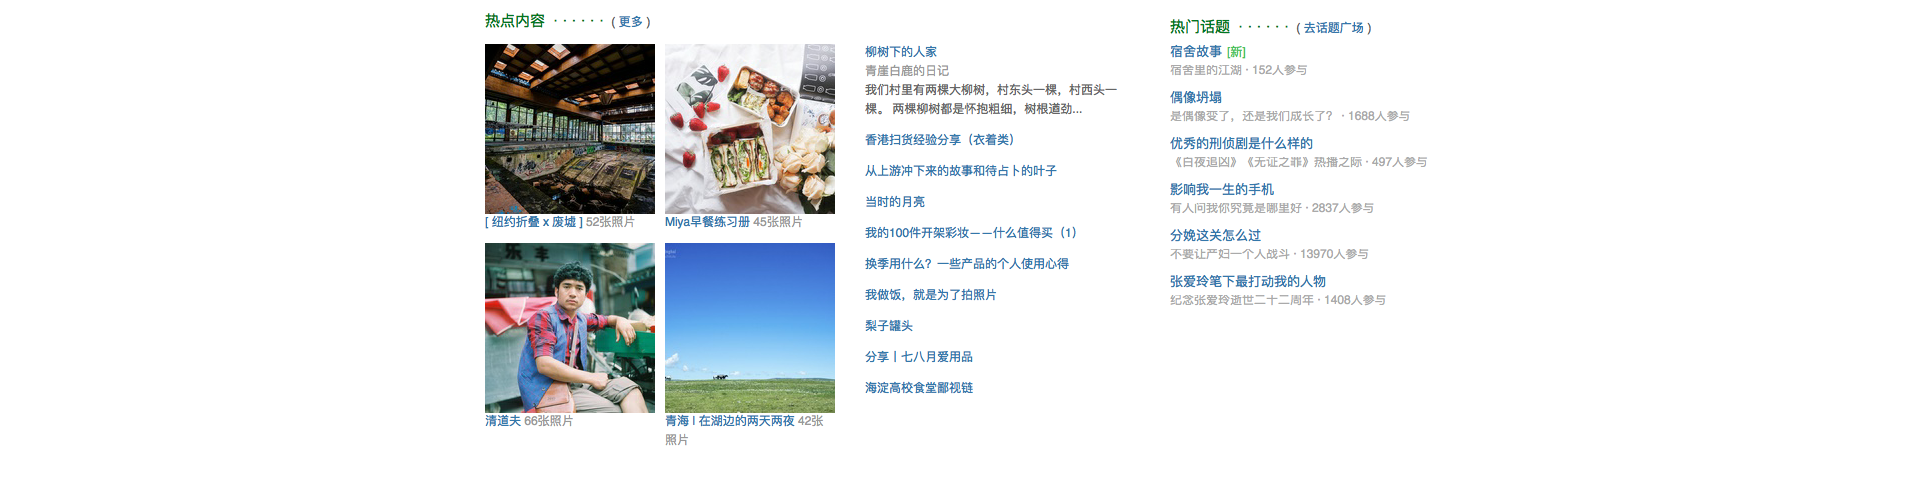 热点内容 · · · · · · ( 更多 )
[ 纽约折叠 x 废墟 ] 52张照片
Miya早餐练习册 45张照片
乐丰
清道夫 66张照片
青海 | 在湖边的两天两夜 42张
照片
柳树下的人家
青崖白鹿的日记
我们村里有两棵大柳树，村东头一棵，村西头一
棵。 两棵柳树都是怀抱粗细，树根道劲...
香港扫货经验分享（衣着类）
从上游冲下来的故事和待占卜的叶子
当时的月亮
我的100件开架彩妆——什么值得买（1）
换季用什么？一些产品的个人使用心得
我做饭，就是为了拍照片
梨子罐头
分享丨七八月爱用品
海淀高校食堂鄙视链
热门话题 · · · · · · ( 去话题广场 )
宿舍故事 [新]
宿舍里的江湖 · 152人参与
偶像坍塌
是偶像变了，还是我们成长了？ · 1688人参与
优秀的刑侦剧是什么样的
《白夜追凶》《无证之罪》热播之际 · 497人参与
影响我一生的手机
有人问我你究竟是哪里好 · 2837人参与
分娩这关怎么过
不要让产妇一个人战斗 · 13970人参与
张爱玲笔下最打动我的人物
纪念张爱玲逝世二十二周年 · 1408人参与